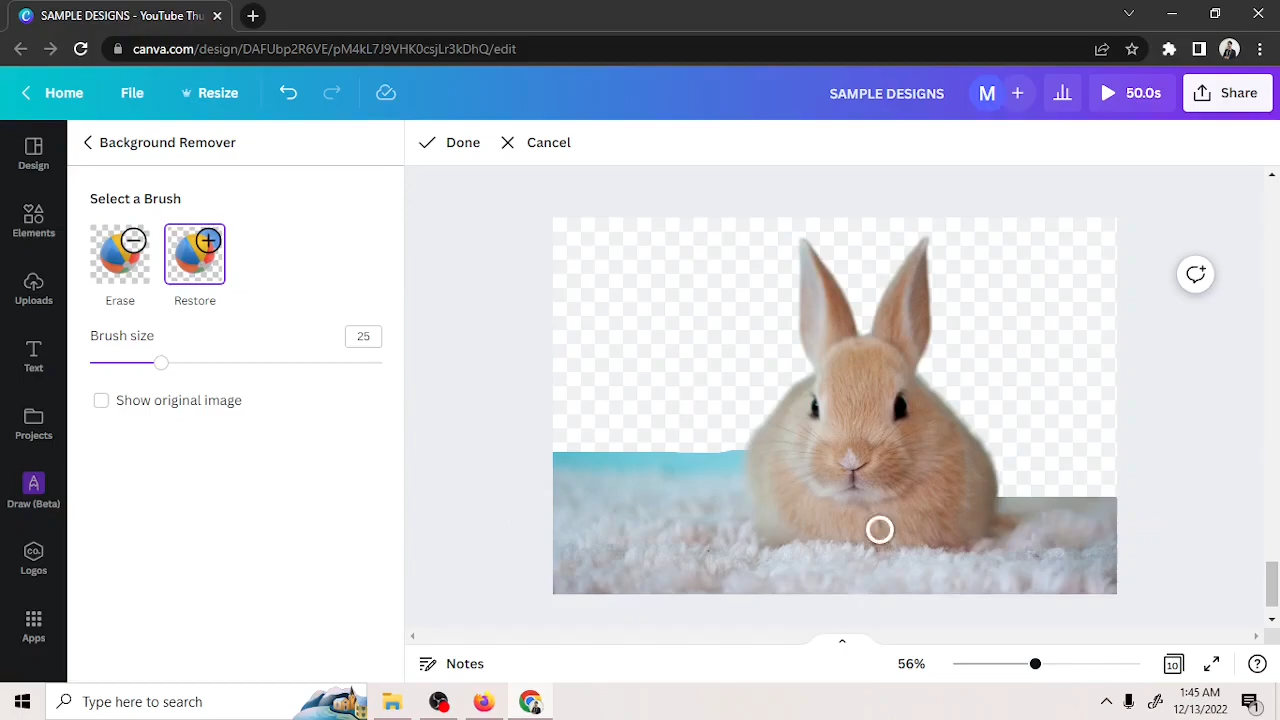 SAMPLE DESIGNS - YouTube Thu
canva.com/design/DAFUbp2R6VE/pM4kL7J9VHK0csjLr3kDhQ/edit
Home
File
Resize
SAMPLE DESIGNS
M
50.0s
Share
Design
Elements
Uploads
Text
Projects
Draw (Beta)
CO.
Logos
Apps
Background Remover
Done
Cancel
Select a Brush
Erase
Restore
Brush size
25
Show original image
Notes
56%
10
Type here to search
1:45 AM
12/13/2022
1